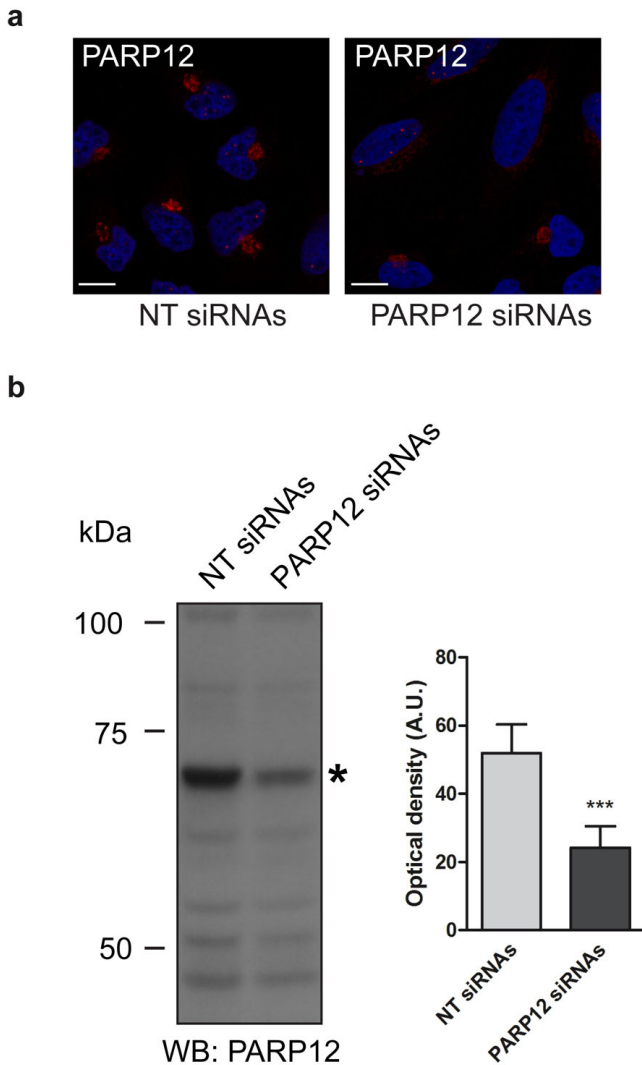 a
PARP12
PARP12
NT siRNAs
PARP12 siRNAs
b
kDa
NT siRNAs
PARP12 siRNAs
100
75
50
*
WB: PARP12
Optical density (A.U.)
80
60
40
20
0
***
NT siRNAs
PARP12 siRNAs